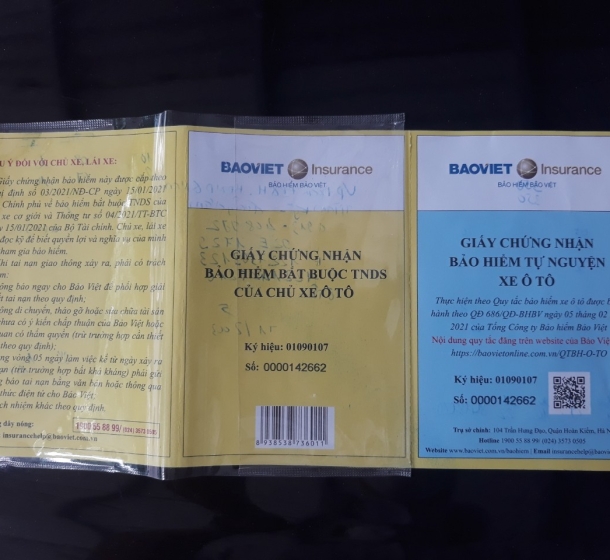 Ý ĐỐI VỚI CHỦ XE, LÁI XE:
Giấy chứng nhận bảo hiểm này được cấp theo
định số 03/2021/NĐ-CP ngày 15/01/2021
Chính phủ về bảo hiểm bắt buộc TNDS của
xe cơ giới và Thông tư số 04/2021/TT-BTC
15/01/2021 của Bộ Tài chính. Chủ xe, lái xe
đọc kỹ để biết quyền lợi và nghĩa vụ của mình
tham gia bảo hiểm.
tai nạn giao thông xảy ra, phải có trách
báo ngay cho Bảo Việt để phối hợp giải
tai nạn theo quy định;
di chuyển, tháo gỡ hoặc sửa chữa tài sản
chưa có ý kiến chấp thuận của Bảo Việt hoặc
quan có thẩm quyền (trừ trường hợp cần thiết
theo quy định);
vòng 05 ngày làm việc kể từ ngày xảy ra
nạn (trừ trường hợp bất khả kháng) phải gửi
báo tai nạn bằng văn bản hoặc thông qua
thức điện tử cho Bảo Việt;
trách nhiệm khác theo quy định.
dây nóng: 1900 55 88 99/ (024) 3573 0505
insurancehelp@baoviet.com.vn
BAOVIET Insurance
BẢO HIỂM BẢO VIỆT
GIẤY CHỨNG NHẬN
BẢO HIỂM BẮT BUỘC TNDS
CỦA CHỦ XE Ô TÔ
Ký hiệu: 01090107
Số: 0000142662
8938538736011
BAOVIET Insurance
BẢO HIỂM BẢO VIỆT
GIẤY CHỨNG NHẬN
BẢO HIỂM TỰ NGUYỆN
XE Ô TÔ
Thực hiện theo Quy tắc bảo hiểm xe ô tô được
hành theo QĐ 686/QĐ-BHBV ngày 05 tháng 02
2021 của Tổng Công ty Bảo hiểm Bảo Việt
Nội dung quy tắc đăng trên website của Bảo
https://baovietonline.com.vn/QTBH-O-TO
Ký hiệu: 01090107
Số: 0000142662
Trụ sở chính: 104 Trần Hưng Đạo, Quận Hoàn Kiếm, Hà
Hotline 1900 55 88 99/ (024) 3573 0505
Website www.baoviet.com.vn/baohiem | Email insurancehelp@baoviet